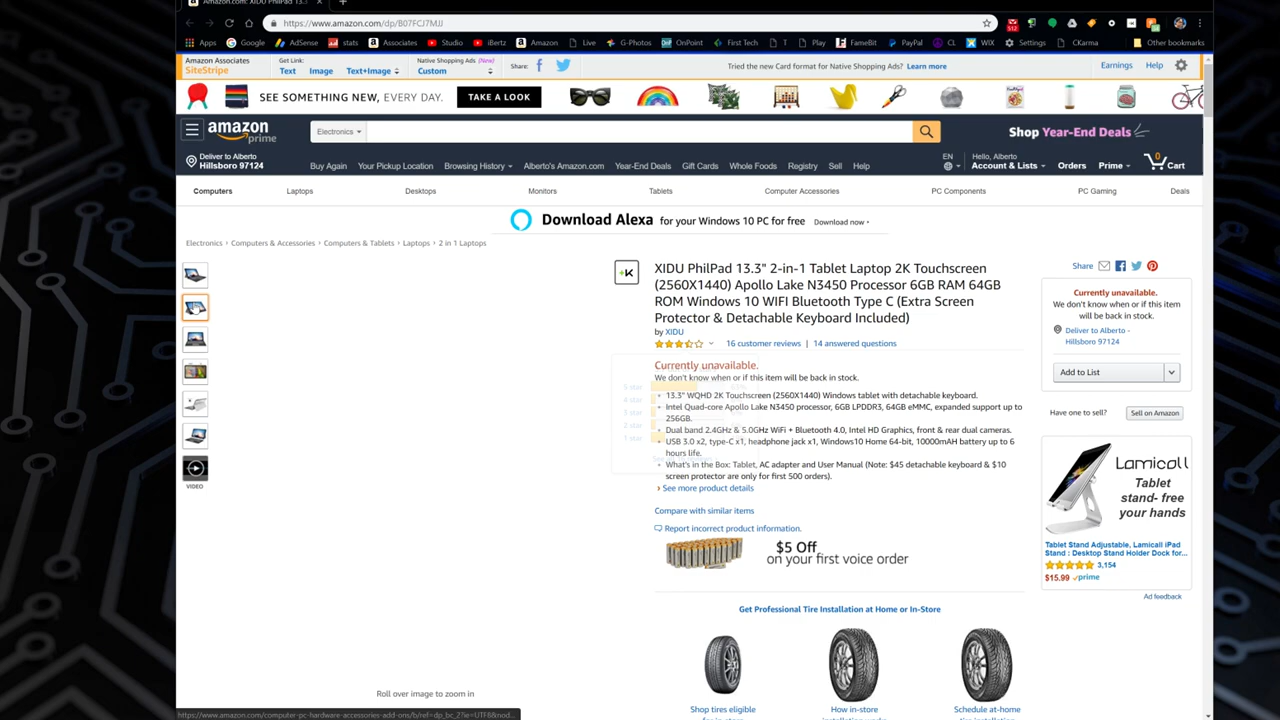 Amazon.com: XIDU PhilPad 13.3"
https://www.amazon.com/dp/B07FCJ7MJJ
Apps Google AdSense stats Associates Studio iBertz Amazon Live G-Photos OnPoint First Tech T Play FameBit PayPal CL WIX Settings CKarma Other bookmarks
Amazon Associates
SiteStripe
Get Link:
Text Image Text+Image
Native Shopping Ads (New)
Custom
Share:
Tried the new Card format for Native Shopping Ads? Learn more
Earnings Help
SEE SOMETHING NEW, EVERY DAY. TAKE A LOOK
amazon prime
Electronics
Shop Year-End Deals
Deliver to Alberto
Hillsboro 97124
Buy Again Your Pickup Location Browsing History Alberto's Amazon.com Year-End Deals Gift Cards Whole Foods Registry Sell Help
EN
Hello, Alberto
Account & Lists Orders Prime 0 Cart
Computers Laptops Desktops Monitors Tablets Computer Accessories PC Components PC Gaming Deals
Download Alexa for your Windows 10 PC for free Download now
Electronics › Computers & Accessories › Computers & Tablets › Laptops › 2 in 1 Laptops
+K
XIDU PhilPad 13.3" 2-in-1 Tablet Laptop 2K Touchscreen
(2560X1440) Apollo Lake N3450 Processor 6GB RAM 64GB
ROM Windows 10 WIFI Bluetooth Type C (Extra Screen
Protector & Detachable Keyboard Included)
by XIDU
16 customer reviews | 14 answered questions
Currently unavailable.
We don't know when or if this item will be back in stock.
5 star
4 star
3 star
2 star
1 star
• 13.3" WQHD 2K Touchscreen (2560X1440) Windows tablet with detachable keyboard.
• Intel Quad-core Apollo Lake N3450 processor, 6GB LPDDR3, 64GB eMMC, expanded support up to
256GB.
• Dual band 2.4GHz & 5.0GHz WiFi + Bluetooth 4.0, Intel HD Graphics, front & rear dual cameras.
• USB 3.0 x2, type-C x1, headphone jack x1, Windows10 Home 64-bit, 10000mAH battery up to 6
hours life.
• What's in the Box: Tablet, AC adapter and User Manual (Note: $45 detachable keyboard & $10
screen protector are only for first 500 orders).
› See more product details
Compare with similar items
Report incorrect product information.
$5 Off
on your first voice order
Get Professional Tire Installation at Home or In-Store
Shop tires eligible
How in-store
Schedule at-home
VIDEO
Roll over image to zoom in
Share
Currently unavailable.
We don't know when or if this item
will be back in stock.
Deliver to Alberto -
Hillsboro 97124
Add to List
Have one to sell? Sell on Amazon
Lamicall
Tablet
stand- free
your hands
Tablet Stand Adjustable, Lamicall iPad
Stand : Desktop Stand Holder Dock for...
3,154
$15.99 prime
Ad feedback